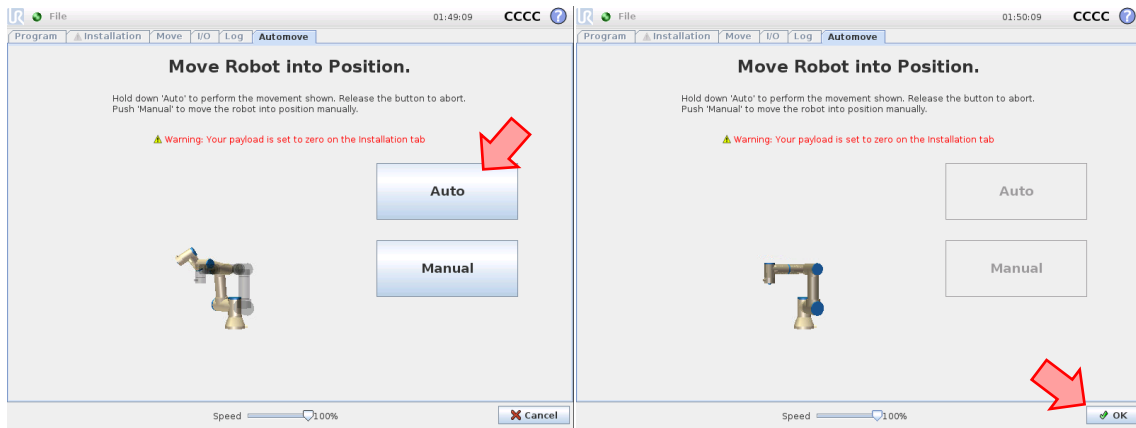 UR File 01:49:09 CCCC ?
Program Installation Move I/O Log Automove
Move Robot into Position.
Hold down 'Auto' to perform the movement shown. Release the button to abort.
Push 'Manual' to move the robot into position manually.
Warning: Your payload is set to zero on the Installation tab
Auto
Manual
Speed 100% Cancel
UR File 01:50:09 CCCC ?
Program Installation Move I/O Log Automove
Move Robot into Position.
Hold down 'Auto' to perform the movement shown. Release the button to abort.
Push 'Manual' to move the robot into position manually.
Warning: Your payload is set to zero on the Installation tab
Auto
Manual
Speed 100% OK